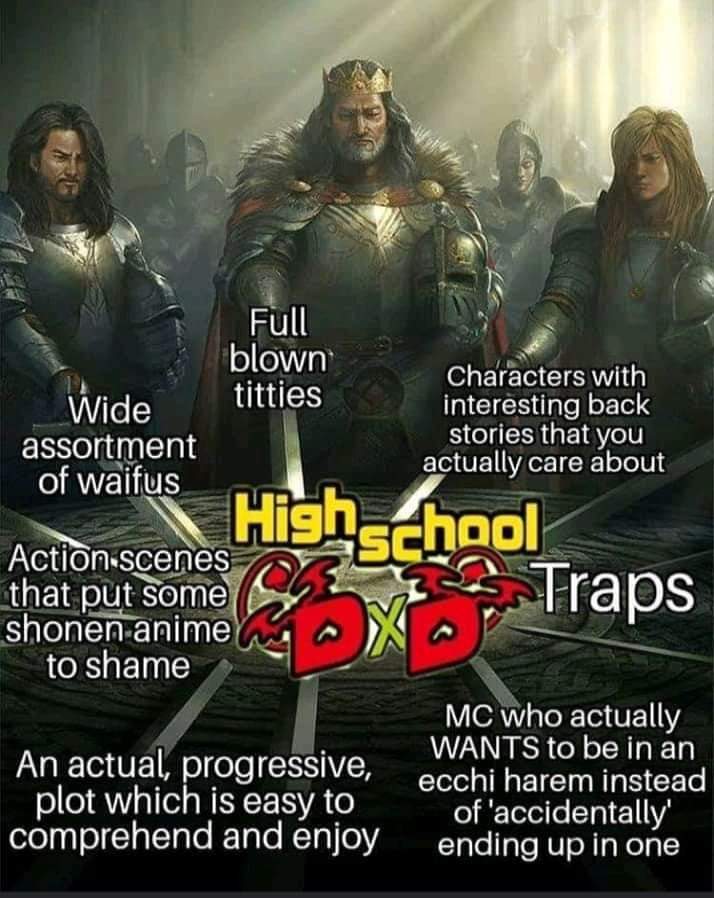 Full
blown
titties
Wide
assortment
of waifus
Characters with
interesting back
stories that you
actually care about
High school
DXD
Action scenes
that put some
shonen anime
to shame
Traps
An actual, progressive,
plot which is easy to
comprehend and enjoy
MC who actually
WANTS to be in an
ecchi harem instead
of 'accidentally'
ending up in one